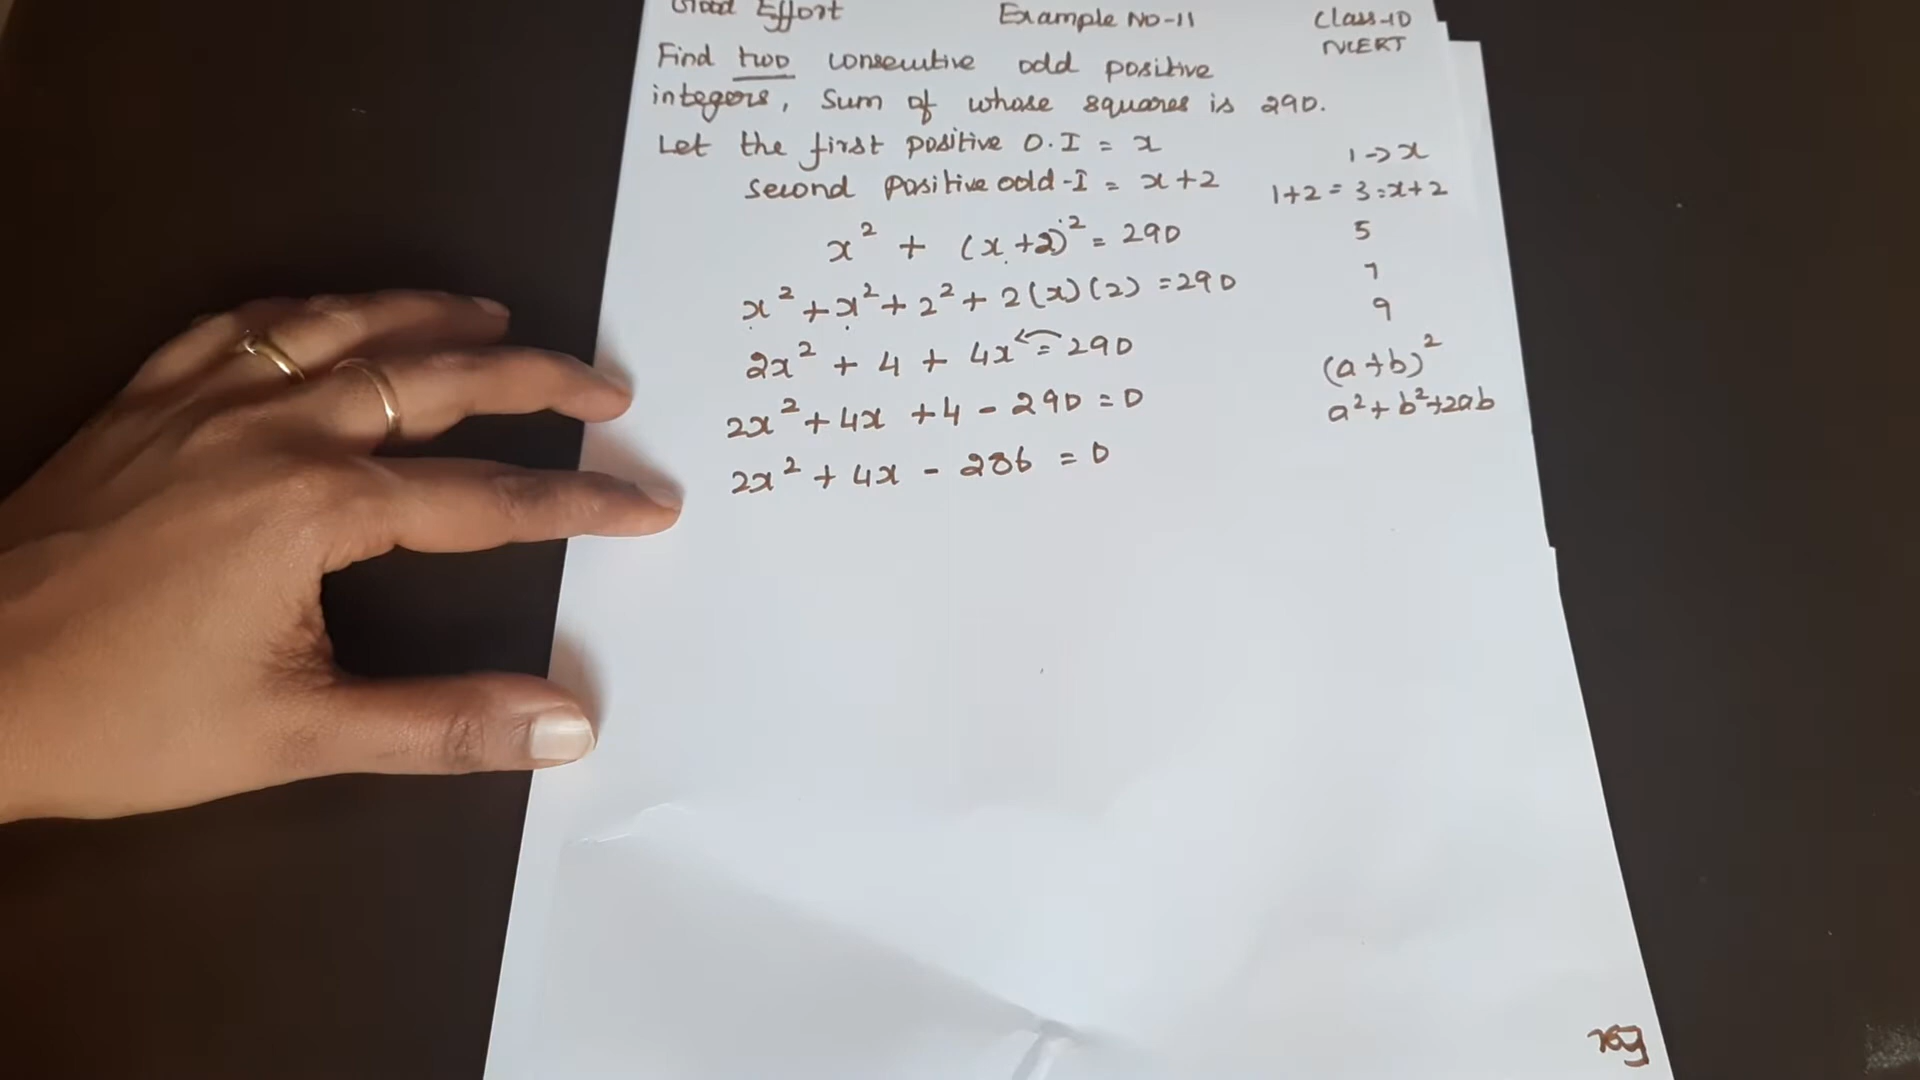 Effort Example No-11 Class-10
NCERT
Find two consecutive odd positive
integers, Sum of whose squares is 290.
Let the first positive O.I = x
second positive odd-I = x+2
1->x
1+2 = 3=x+2
5
7
9
x² + (x+2)² = 290
x² + x² + 2² + 2(x)(2) = 290
2x² + 4 + 4x = 290
2x² + 4x + 4 - 290 = 0
2x² + 4x - 286 = 0
(a+b)²
a²+b²+2ab